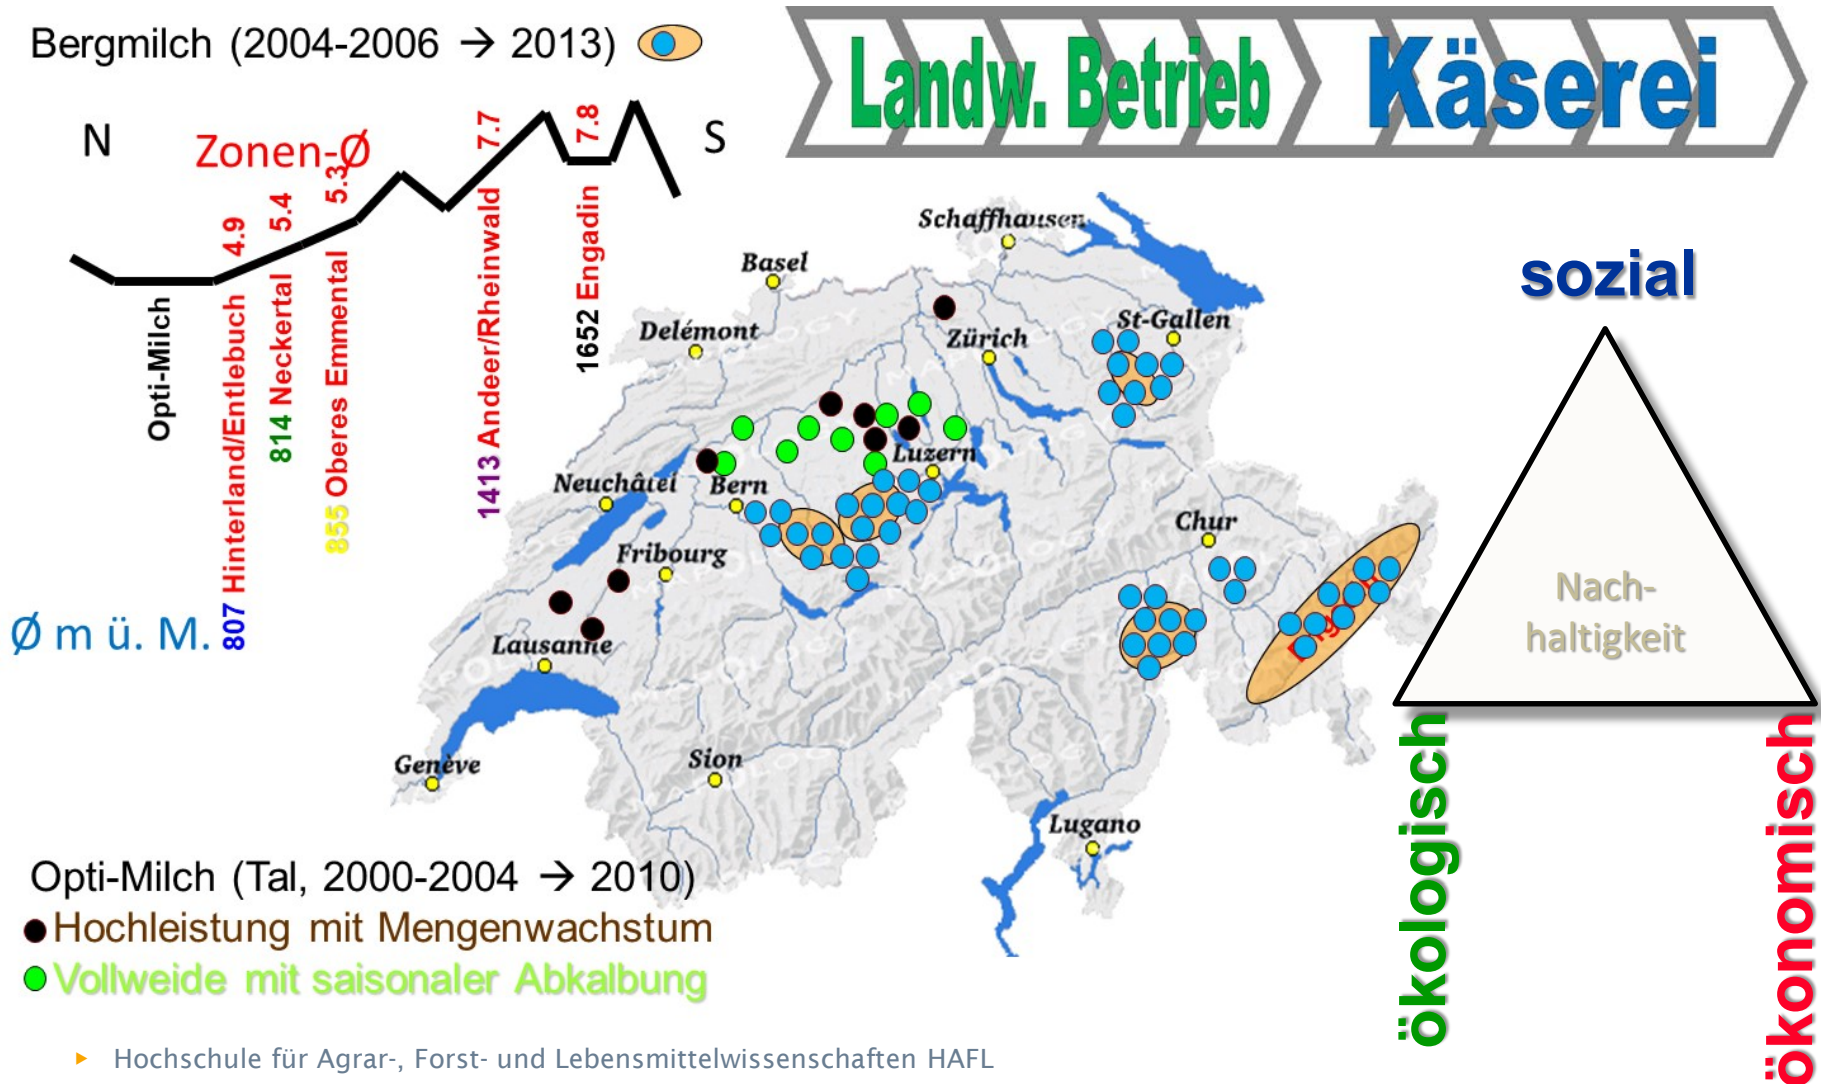 Bergmilch (2004-2006 → 2013)
Landw. Betrieb
Käserei
N
S
Zonen-Ø
Opti-Milch
807 Hinterland/Entlebuch 4.9
814 Neckertal 5.4
855 Oberes Emmental 5.3
1413 Andeer/Rheinwald 7.7
1652 Engadin 7.8
Ø m ü. M.
Schaffhausen
Basel
Delémont
Zürich
St-Gallen
Luzern
Neuchâtel
Bern
Chur
Fribourg
Lausanne
Genève
Sion
Lugano
sozial
Nach-
haltigkeit
ökologisch
ökonomisch
Opti-Milch (Tal, 2000-2004 → 2010)
Hochleistung mit Mengenwachstum
Vollweide mit saisonaler Abkalbung
Hochschule für Agrar-, Forst- und Lebensmittelwissenschaften HAFL